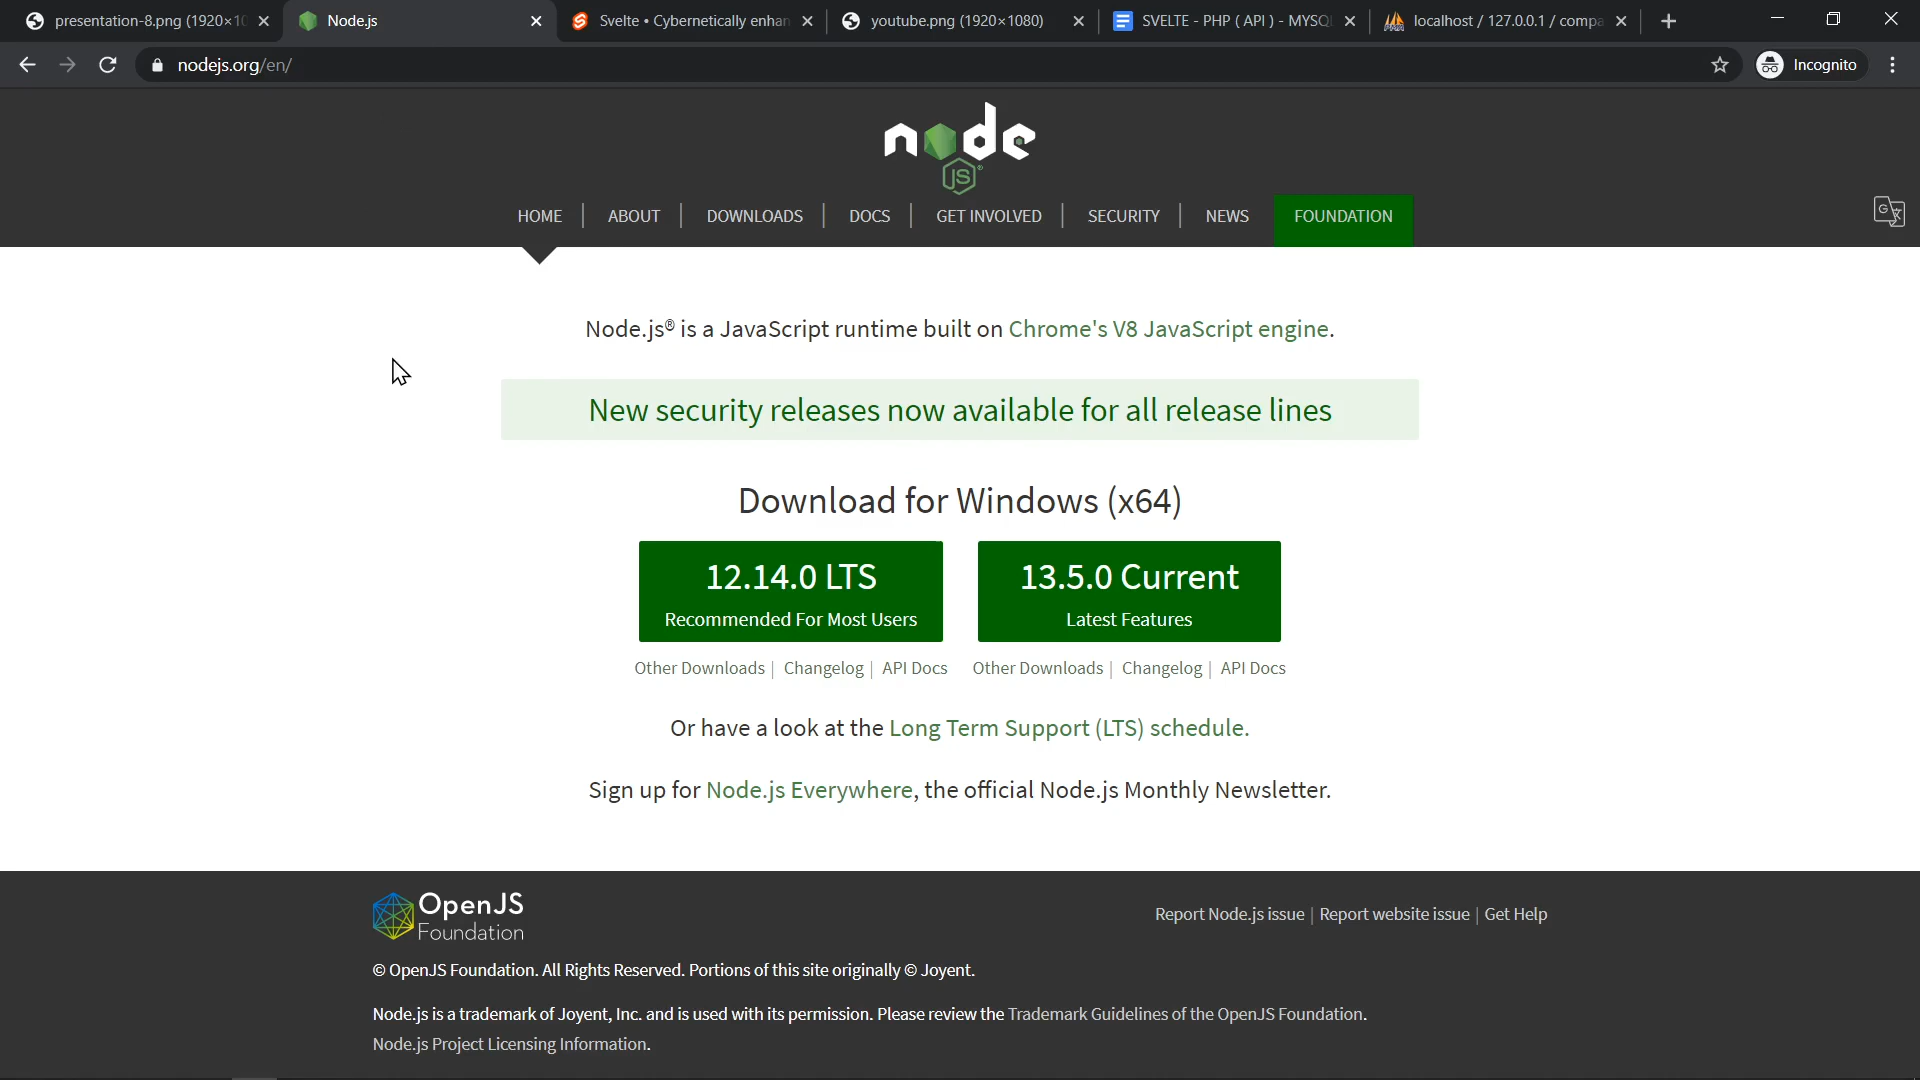 presentation-8.png (1920×10
Node.js
Svelte • Cybernetically enhan
youtube.png (1920×1080)
SVELTE - PHP ( API ) - MYSQL
localhost / 127.0.0.1 / compa
nodejs.org/en/
Incognito
node
JS
HOME
ABOUT
DOWNLOADS
DOCS
GET INVOLVED
SECURITY
NEWS
FOUNDATION
Node.js® is a JavaScript runtime built on Chrome's V8 JavaScript engine.
New security releases now available for all release lines
Download for Windows (x64)
12.14.0 LTS
Recommended For Most Users
13.5.0 Current
Latest Features
Other Downloads | Changelog | API Docs
Other Downloads | Changelog | API Docs
Or have a look at the Long Term Support (LTS) schedule.
Sign up for Node.js Everywhere, the official Node.js Monthly Newsletter.
OpenJS
Foundation
Report Node.js issue | Report website issue | Get Help
© OpenJS Foundation. All Rights Reserved. Portions of this site originally © Joyent.
Node.js is a trademark of Joyent, Inc. and is used with its permission. Please review the Trademark Guidelines of the OpenJS Foundation.
Node.js Project Licensing Information.